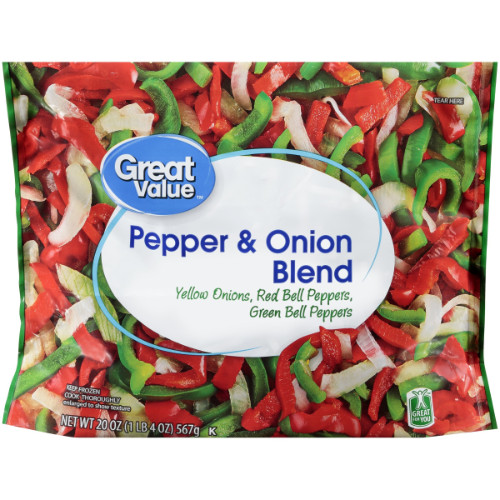 TEAR HERE
Great
Value
Pepper & Onion
Blend
Yellow Onions, Red Bell Peppers,
Green Bell Peppers
KEEP FROZEN
COOK THOROUGHLY
enlarged to show texture
NET WT 20 OZ (1 LB 4 OZ) 567g K
GREAT
FOR YOU